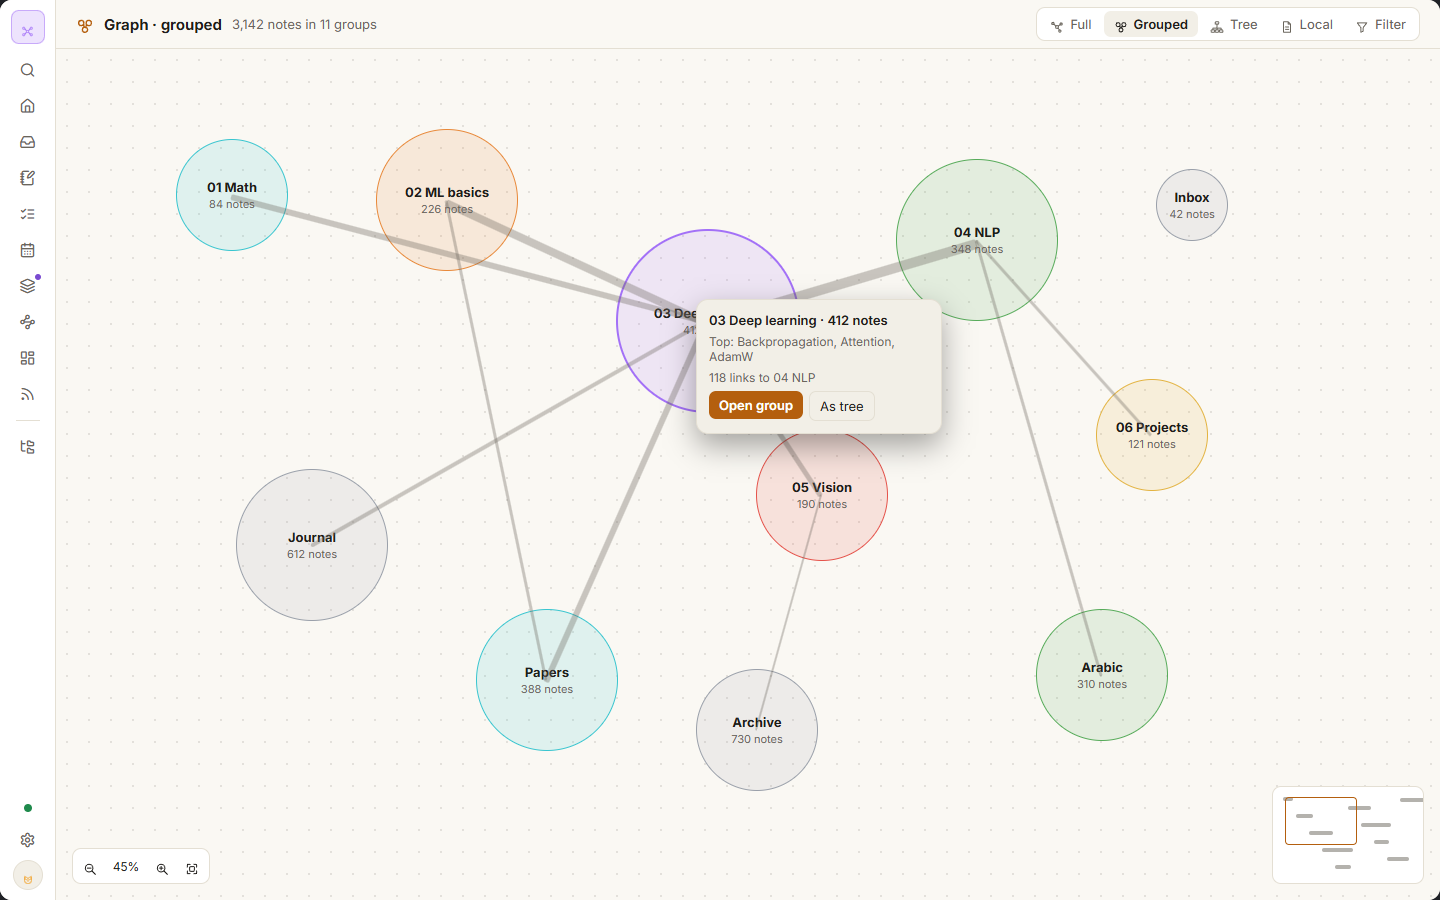 Graph · grouped 3,142 notes in 11 groups
Full Grouped Tree Local Filter
01 Math
84 notes
02 ML basics
226 notes
04 NLP
348 notes
Inbox
42 notes
03 Dee
41
03 Deep learning · 412 notes
Top: Backpropagation, Attention,
AdamW
118 links to 04 NLP
Open group As tree
06 Projects
121 notes
05 Vision
190 notes
Journal
612 notes
Papers
388 notes
Arabic
310 notes
Archive
730 notes
45%